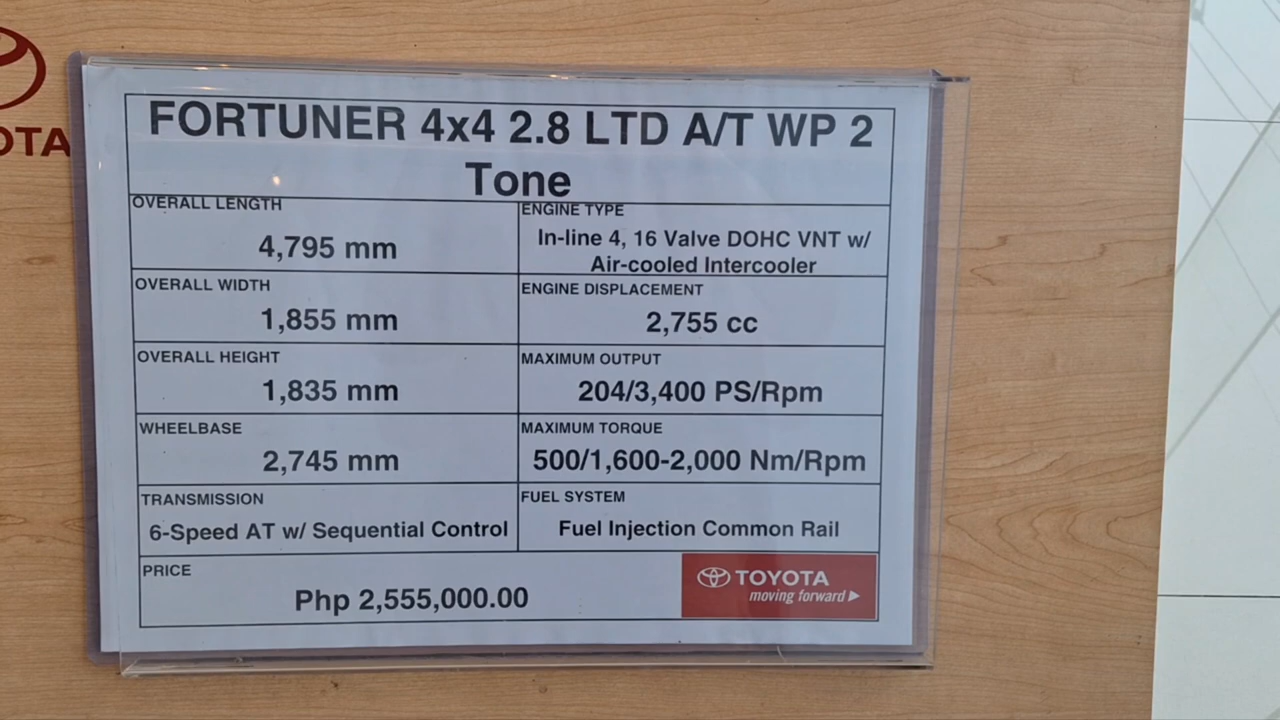 OTA
FORTUNER 4x4 2.8 LTD A/T WP 2
Tone
OVERALL LENGTH
4,795 mm
ENGINE TYPE
In-line 4, 16 Valve DOHC VNT w/
Air-cooled Intercooler
OVERALL WIDTH
1,855 mm
ENGINE DISPLACEMENT
2,755 cc
OVERALL HEIGHT
1,835 mm
MAXIMUM OUTPUT
204/3,400 PS/Rpm
WHEELBASE
2,745 mm
MAXIMUM TORQUE
500/1,600-2,000 Nm/Rpm
TRANSMISSION
6-Speed AT w/ Sequential Control
FUEL SYSTEM
Fuel Injection Common Rail
PRICE
Php 2,555,000.00
TOYOTA
moving forward